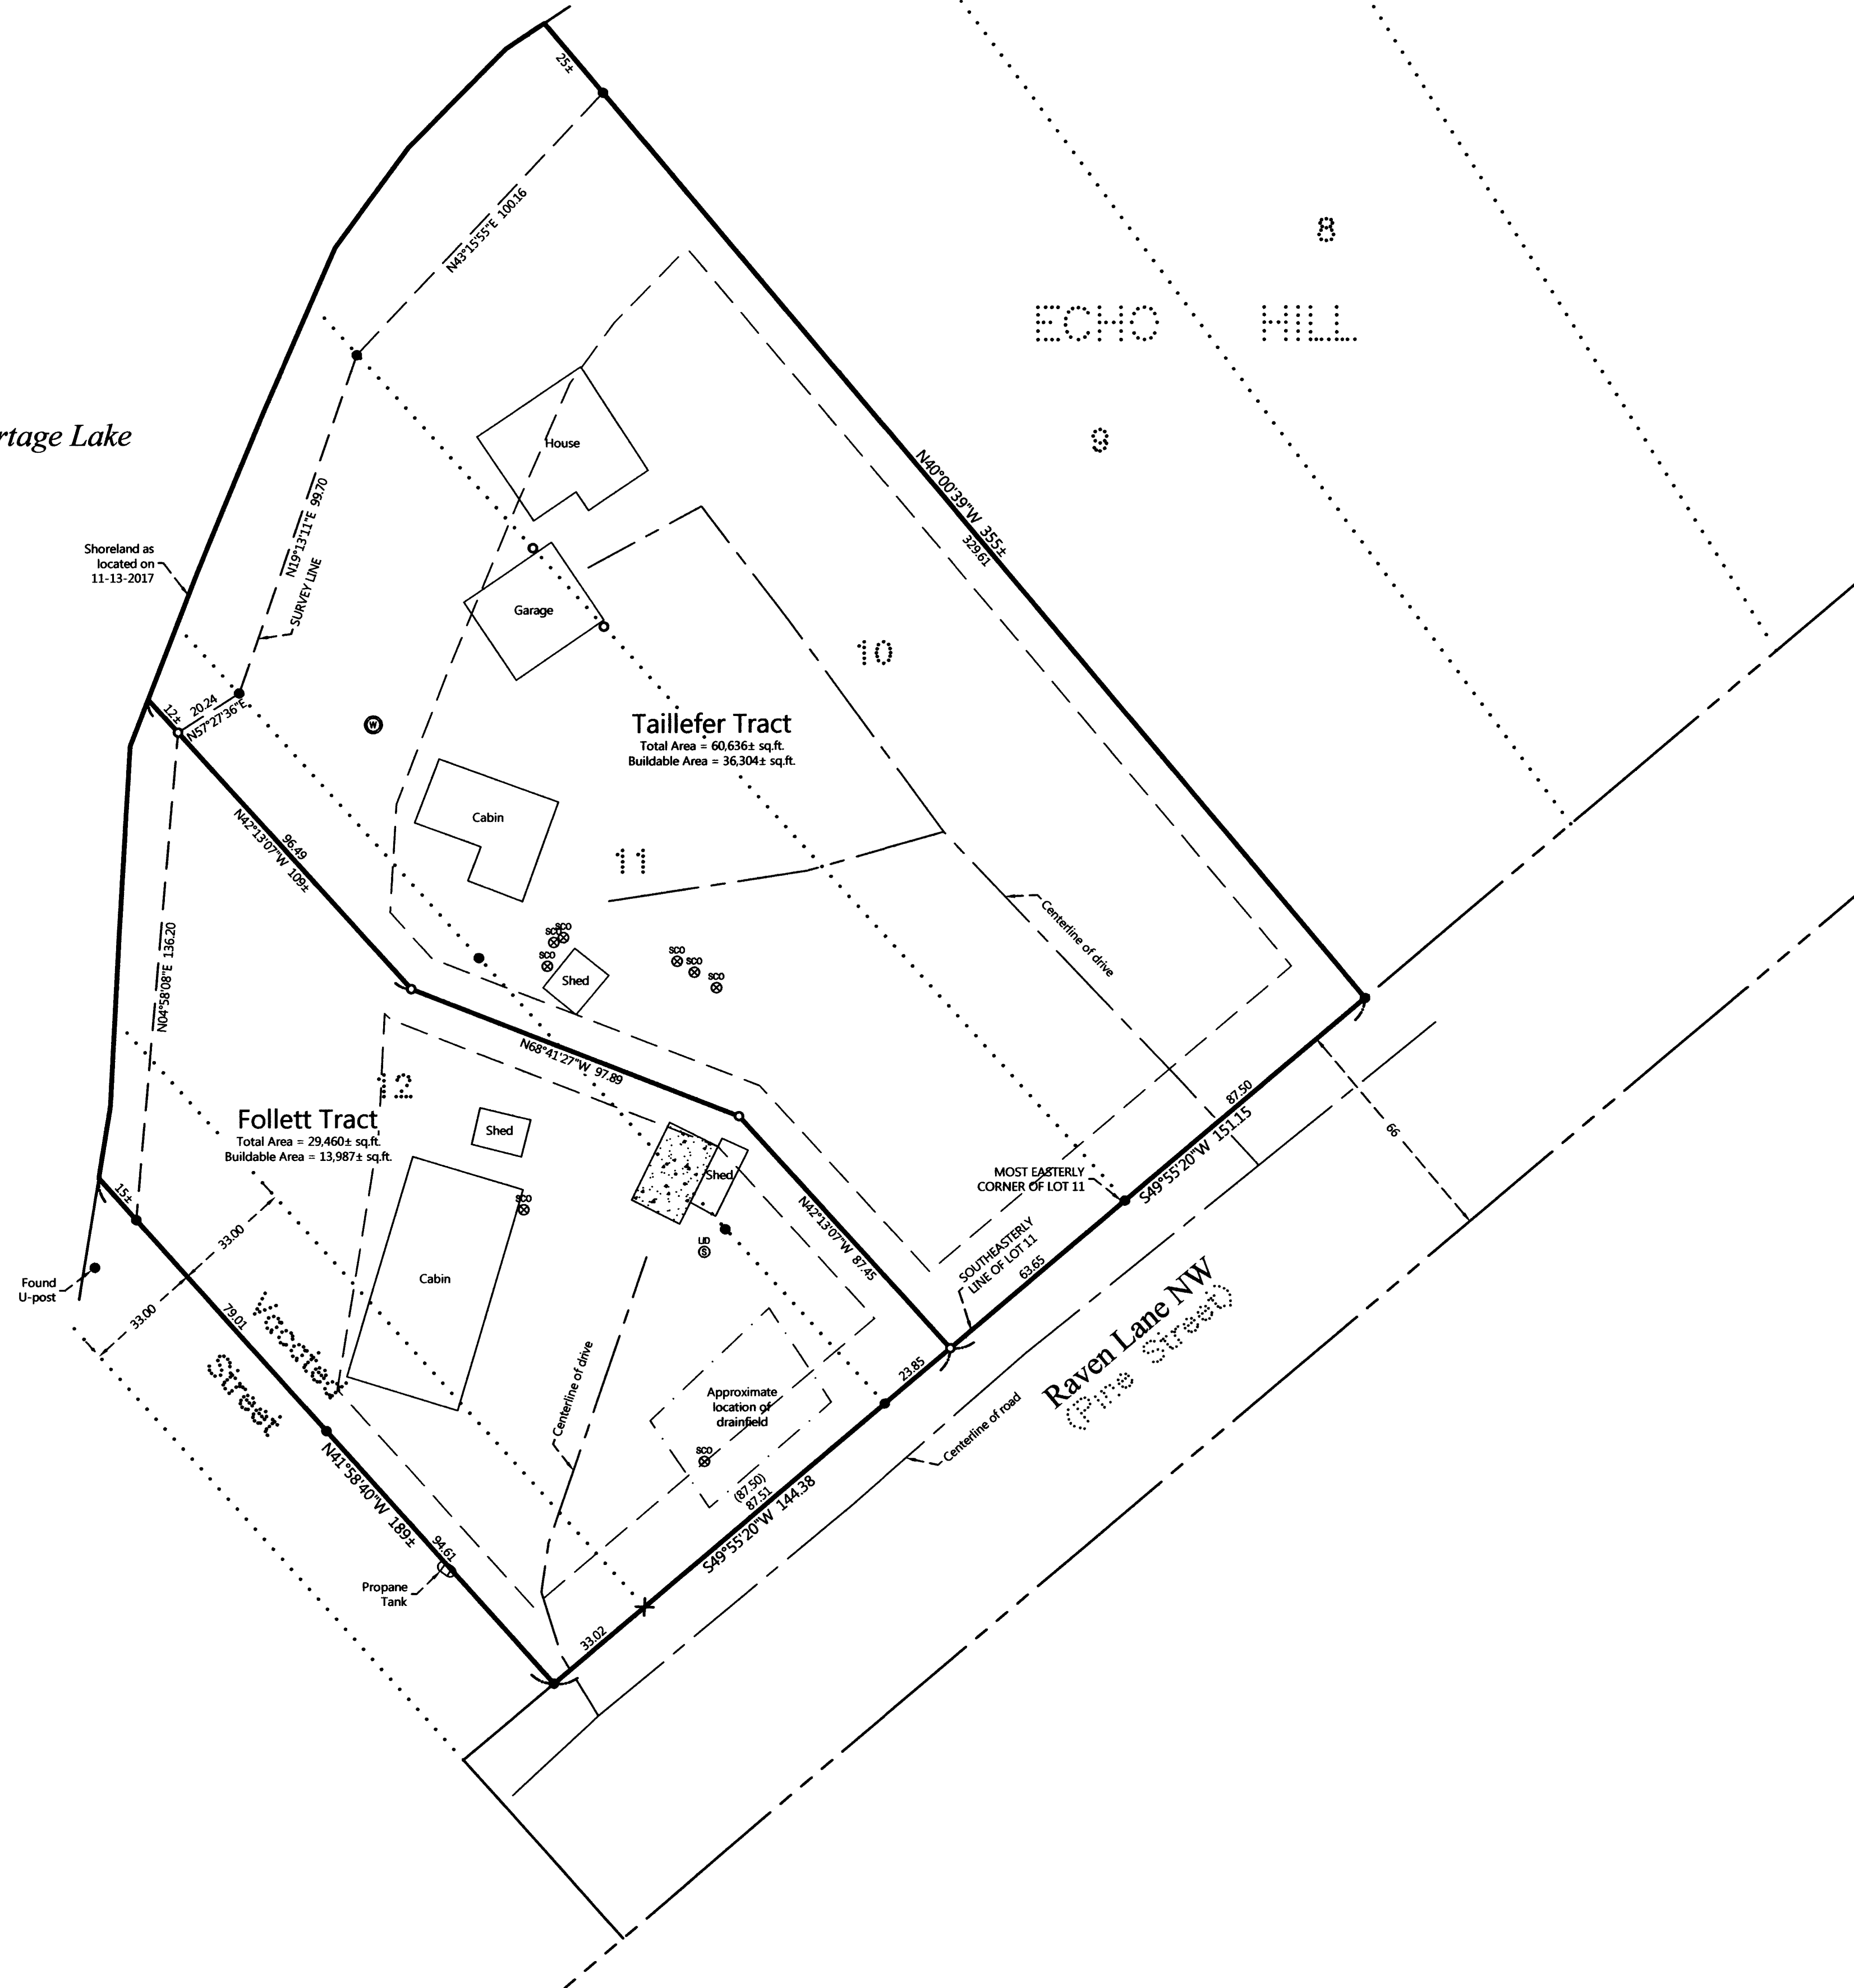 25±
N43°15'55"E 100.16
8
ECHO HILL
9
rtage Lake
House
N40°00'39"W 355±
329.61
N19°13'11"E 99.70
SURVEY LINE
Shoreland as
located on
11-13-2017
Garage
10
12±
20.24
N57°27'36"E
W
Taillefer Tract
Total Area = 60,636± sq.ft.
Buildable Area = 36,304± sq.ft.
Cabin
96.49
N42°13'07"W 109±
11
Centerline of drive
SCO
SCO
SCO
SCO
SCO
SCO
Shed
N04°58'08"E 136.20
N68°41'27"W 97.89
12
87.50
S49°55'20"W 151.15
66
Follett Tract
Total Area = 29,460± sq.ft.
Buildable Area = 13,987± sq.ft.
Shed
Shed
MOST EASTERLY
CORNER OF LOT 11
15±
SCO
N42°13'07"W 87.45
33.00
UD
S
SOUTHEASTERLY
LINE OF LOT 11
63.65
Found
U-post
Cabin
33.00
79.01
Vacated
Street
Raven Lane NW
(Pine Street)
Centerline of drive
23.85
Approximate
location of
drainfield
Centerline of road
SCO
N41°58'40"W 189±
(87.50)
87.51
S49°55'20"W 144.38
94.61
Propane
Tank
33.02